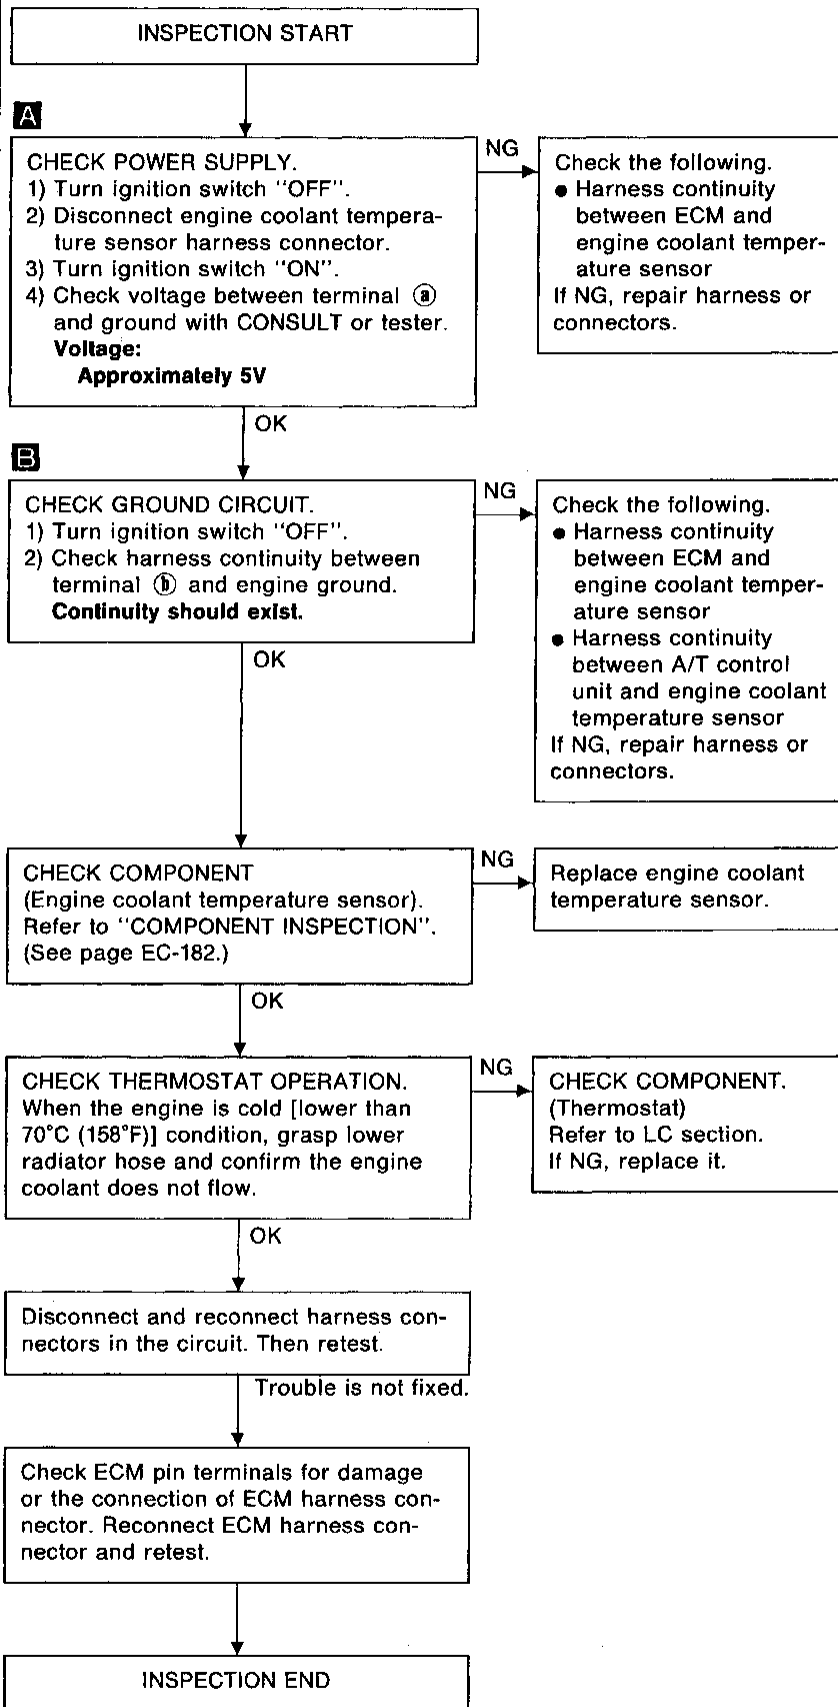 INSPECTION START
A
CHECK POWER SUPPLY.
1) Turn ignition switch "OFF".
2) Disconnect engine coolant tempera-
ture sensor harness connector.
3) Turn ignition switch "ON".
4) Check voltage between terminal ⓐ
and ground with CONSULT or tester.
Voltage:
Approximately 5V
NG
Check the following.
● Harness continuity
between ECM and
engine coolant temper-
ature sensor
If NG, repair harness or
connectors.
OK
B
CHECK GROUND CIRCUIT.
1) Turn ignition switch "OFF".
2) Check harness continuity between
terminal ⓑ and engine ground.
Continuity should exist.
NG
Check the following.
● Harness continuity
between ECM and
engine coolant temper-
ature sensor
● Harness continuity
between A/T control
unit and engine coolant
temperature sensor
If NG, repair harness or
connectors.
OK
CHECK COMPONENT
(Engine coolant temperature sensor).
Refer to "COMPONENT INSPECTION".
(See page EC-182.)
NG
Replace engine coolant
temperature sensor.
OK
CHECK THERMOSTAT OPERATION.
When the engine is cold [lower than
70°C (158°F)] condition, grasp lower
radiator hose and confirm the engine
coolant does not flow.
NG
CHECK COMPONENT.
(Thermostat)
Refer to LC section.
If NG, replace it.
OK
Disconnect and reconnect harness con-
nectors in the circuit. Then retest.
Trouble is not fixed.
Check ECM pin terminals for damage
or the connection of ECM harness con-
nector. Reconnect ECM harness con-
nector and retest.
INSPECTION END